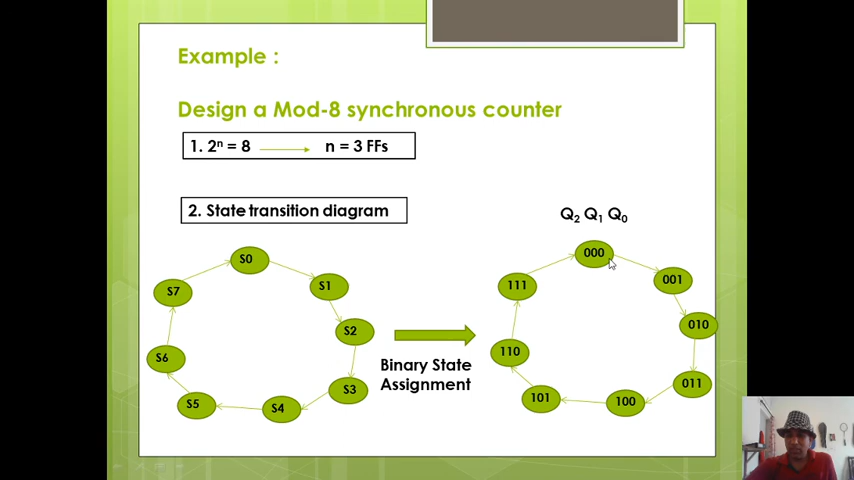 Example :
Design a Mod-8 synchronous counter
1. 2ⁿ = 8 n = 3 FFs
2. State transition diagram
Q₂ Q₁ Q₀
S0
S1
S2
S3
S4
S5
S6
S7
Binary State
Assignment
000
001
010
011
100
101
110
111